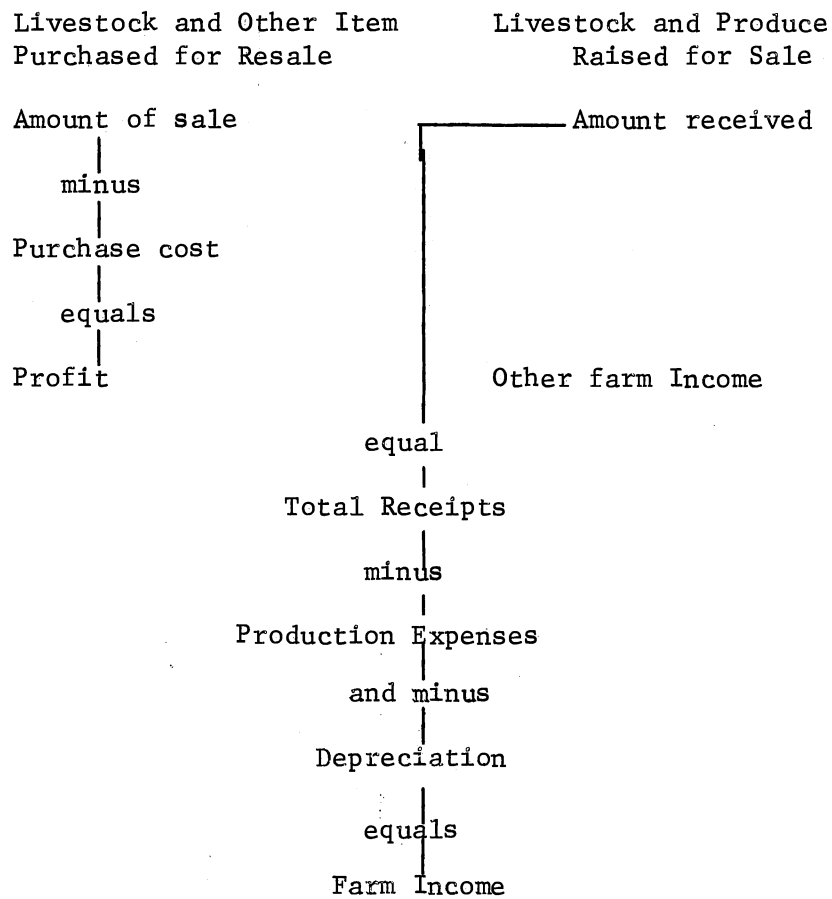 Livestock and Other Item
Purchased for Resale
Livestock and Produce
Raised for Sale
Amount of sale
Amount received
minus
Purchase cost
equals
Profit
Other farm Income
equal
Total Receipts
minus
Production Expenses
and minus
Depreciation
equals
Farm Income